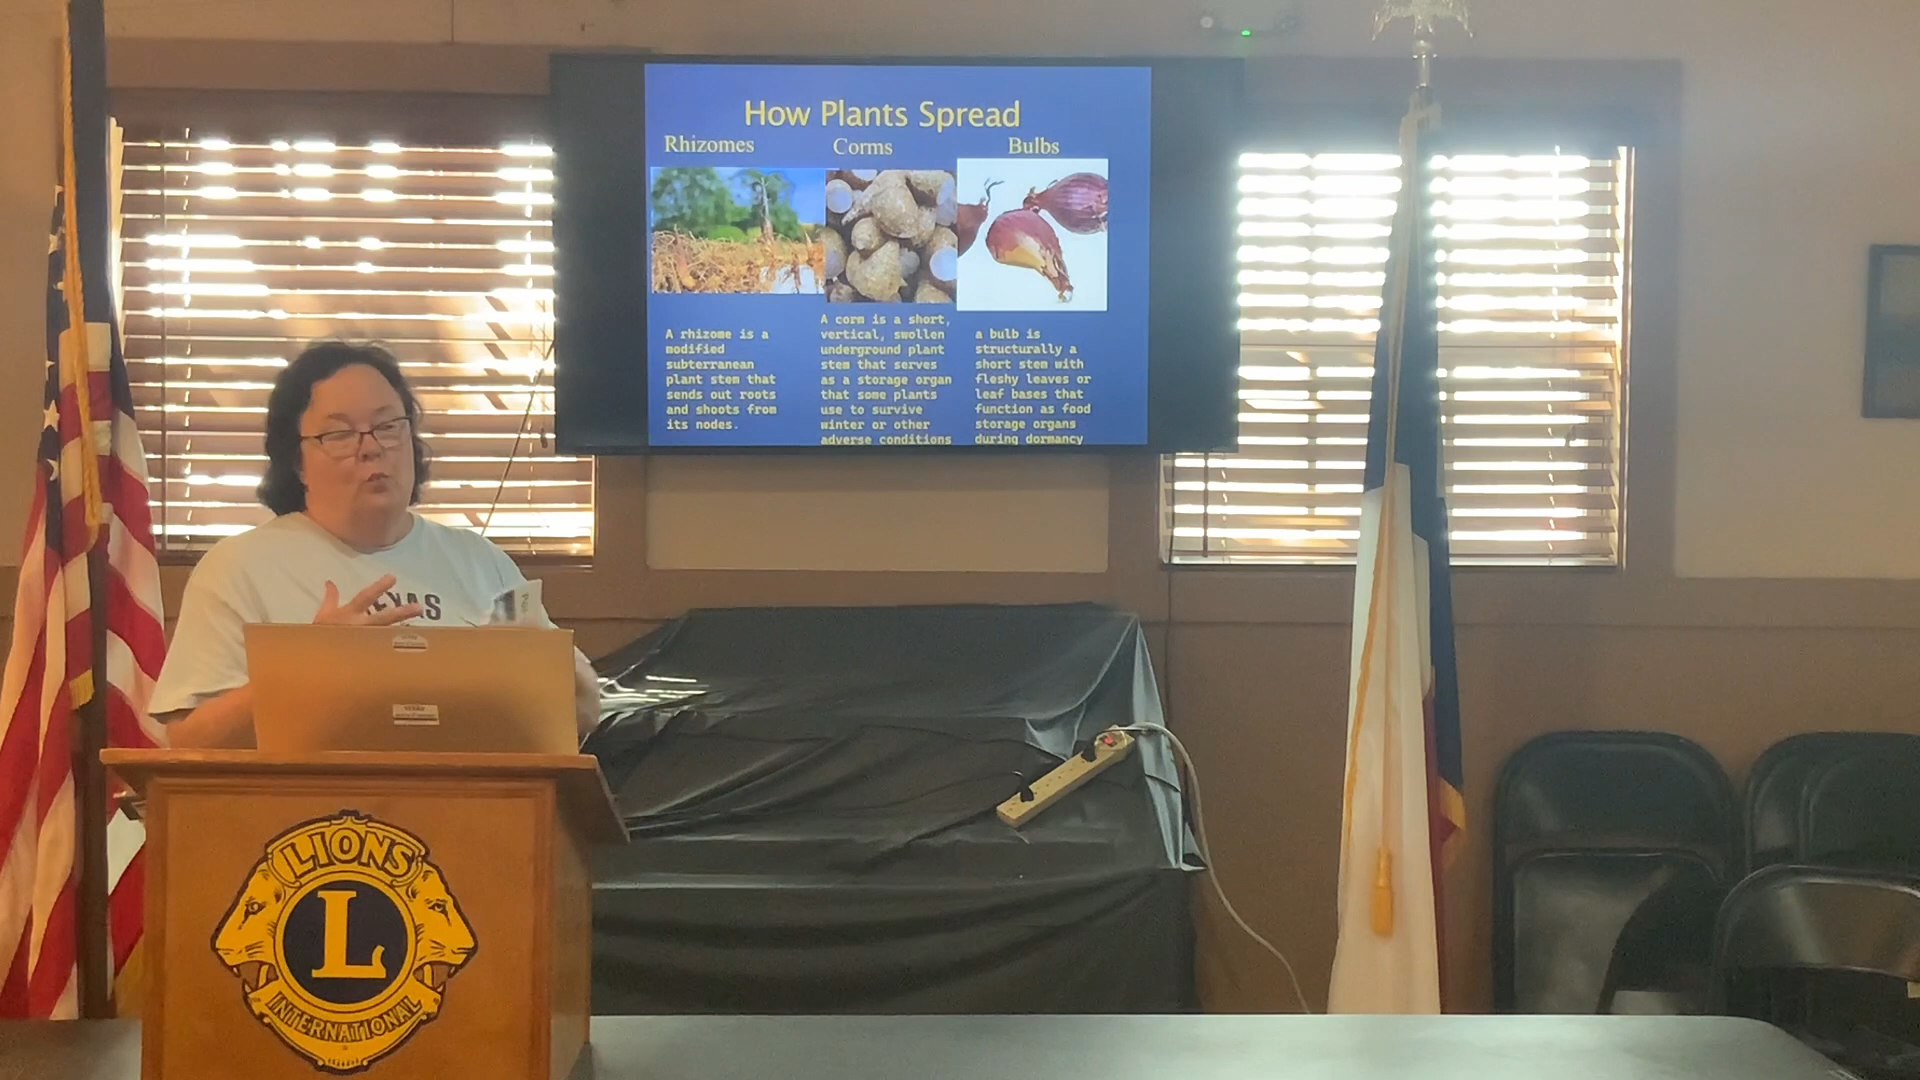 How Plants Spread
Rhizomes
Corms
Bulbs
A rhizome is a
modified
subterranean
plant stem that
sends out roots
and shoots from
its nodes.
A corm is a short,
vertical, swollen
underground plant
stem that serves
as a storage organ
that some plants
use to survive
winter or other
adverse conditions
a bulb is
structurally a
short stem with
fleshy leaves or
leaf bases that
function as food
storage organs
during dormancy
TEXAS
LIONS
L
INTERNATIONAL